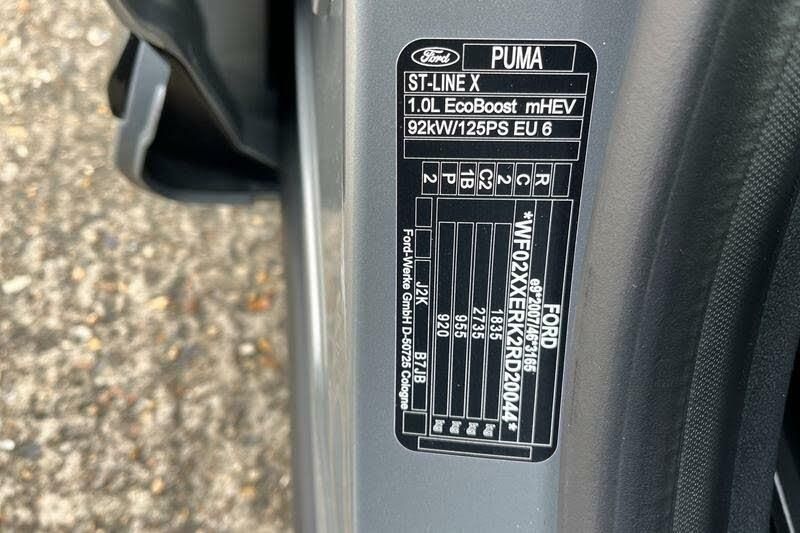 Ford
PUMA
ST-LINE X
1.0L EcoBoost mHEV
92kW/125PS EU 6
2 P 1B C2 2 C R
FORD
e9*2007/46*3165
*WF02XXERK2RD20044*
1835 kg
2735 kg
955 kg
920 kg
J2K B7JB
Ford-Werke GmbH D-50725 Cologne